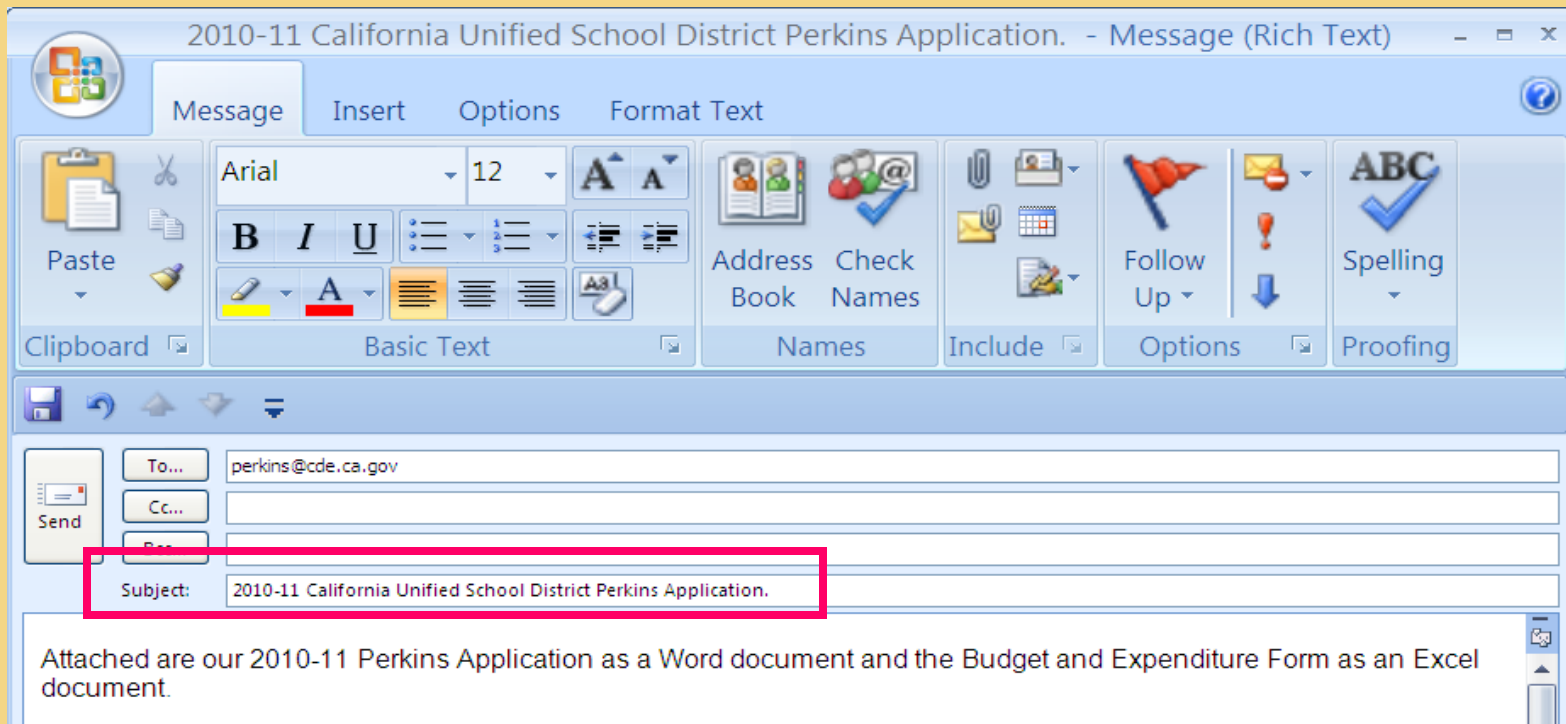 2010-11 California Unified School District Perkins Application. - Message (Rich Text)
Message Insert Options Format Text
Arial 12 A A ABC
B I U
Paste Address Book Check Names Follow Up Spelling
A Aa
Clipboard Basic Text Names Include Options Proofing
To... perkins@cde.ca.gov
Send Cc...
Subject: 2010-11 California Unified School District Perkins Application.
Attached are our 2010-11 Perkins Application as a Word document and the Budget and Expenditure Form as an Excel
document.